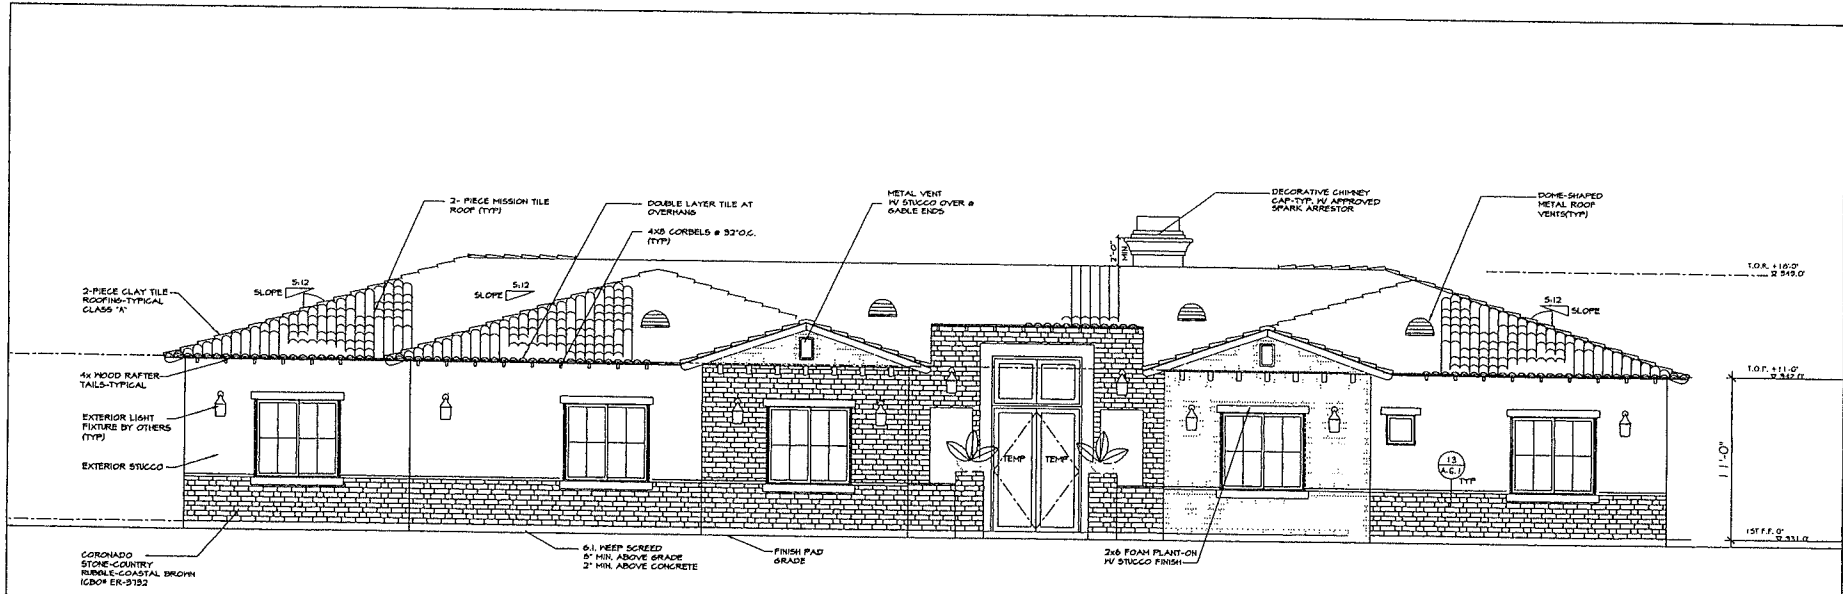 2- PIECE MISSION TILE
ROOF (TYP)
DOUBLE LAYER TILE AT
OVERHANG
4X8 CORBELS @ 32"O.C.
(TYP)
METAL VENT
W/ STUCCO OVER @
GABLE ENDS
DECORATIVE CHIMNEY
CAP-TYP. W/ APPROVED
SPARK ARRESTOR
DOME-SHAPED
METAL ROOF
VENTS(TYP)
2'-0"
MIN.
T.O.R. +18'-0"
2-PIECE CLAY TILE
ROOFING-TYPICAL
CLASS "A"
5:12
SLOPE
5:12
SLOPE
5:12
SLOPE
4x WOOD RAFTER
TAILS-TYPICAL
T.O.P. +11'-0"
EXTERIOR LIGHT
FIXTURE BY OTHERS
(TYP)
EXTERIOR STUCCO
TEMP
TEMP
13
A-6.1
TYP
11'-0"
1ST F.F. 0"
931.0'
CORONADO
STONE-COUNTRY
RUBBLE-COASTAL BROWN
ICBO# ER-3752
G.I. WEEP SCREED
8" MIN. ABOVE GRADE
2" MIN. ABOVE CONCRETE
FINISH PAD
GRADE
2x6 FOAM PLANT-ON
W/ STUCCO FINISH